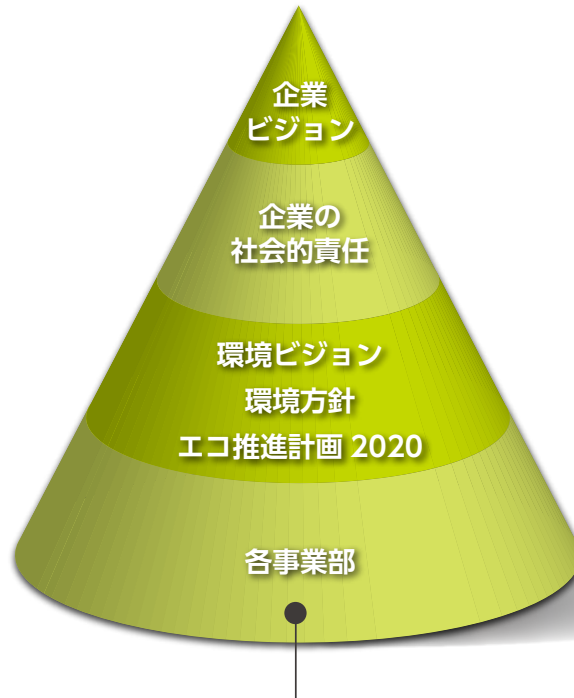 企業
ビジョン
企業の
社会的責任
環境ビジョン
環境方針
エコ推進計画 2020
各事業部